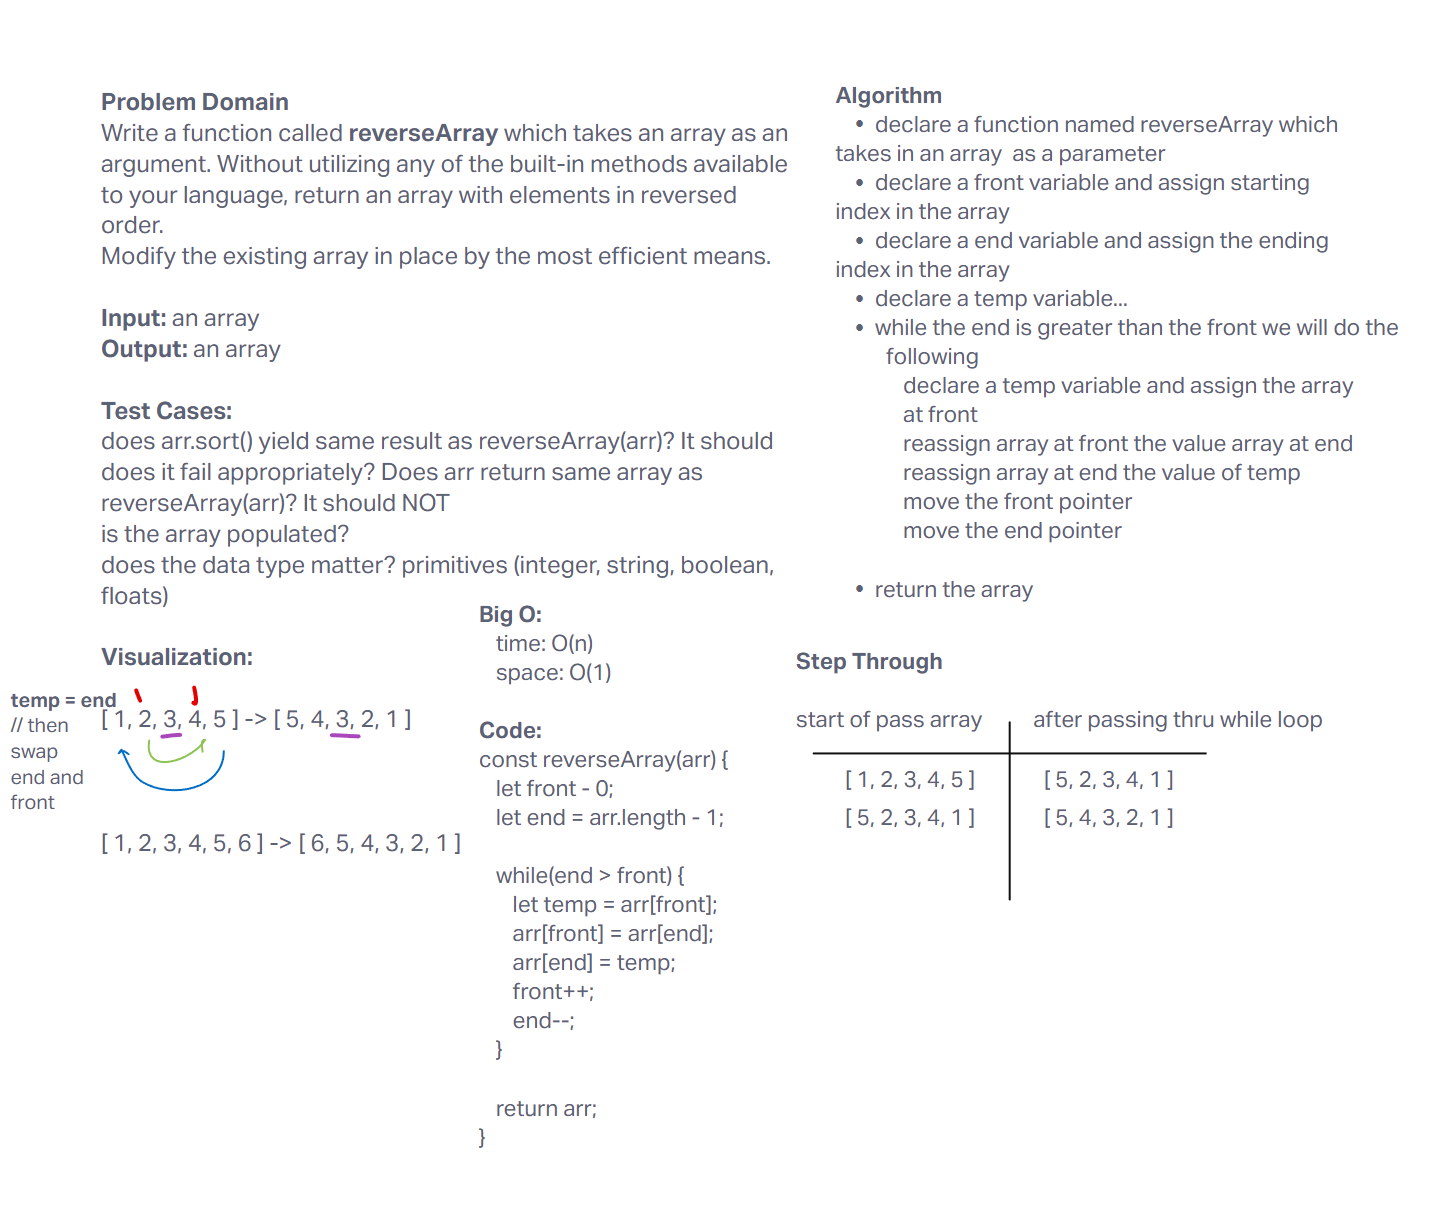 Problem Domain
Write a function called reverseArray which takes an array as an
argument. Without utilizing any of the built-in methods available
to your language, return an array with elements in reversed
order.
Modify the existing array in place by the most efficient means.
Input: an array
Output: an array
Test Cases:
does arr.sort() yield same result as reverseArray(arr)? It should
does it fail appropriately? Does arr return same array as
reverseArray(arr)? It should NOT
is the array populated?
does the data type matter? primitives (integer, string, boolean,
floats)
Visualization:
temp = end
// then
swap
end and
front
[ 1, 2, 3, 4, 5 ] -> [ 5, 4, 3, 2, 1 ]
[ 1, 2, 3, 4, 5, 6 ] -> [ 6, 5, 4, 3, 2, 1 ]
Big O:
time: O(n)
space: O(1)
Code:
const reverseArray(arr) {
let front - 0;
let end = arr.length - 1;
while(end > front) {
let temp = arr[front];
arr[front] = arr[end];
arr[end] = temp;
front++;
end--;
}
return arr;
}
Algorithm
• declare a function named reverseArray which
takes in an array  as a parameter
• declare a front variable and assign starting
index in the array
• declare a end variable and assign the ending
index in the array
• declare a temp variable...
• while the end is greater than the front we will do the
following
declare a temp variable and assign the array
at front
reassign array at front the value array at end
reassign array at end the value of temp
move the front pointer
move the end pointer
• return the array
Step Through
start of pass array after passing thru while loop
[ 1, 2, 3, 4, 5 ] [ 5, 2, 3, 4, 1 ]
[ 5, 2, 3, 4, 1 ] [ 5, 4, 3, 2, 1 ]